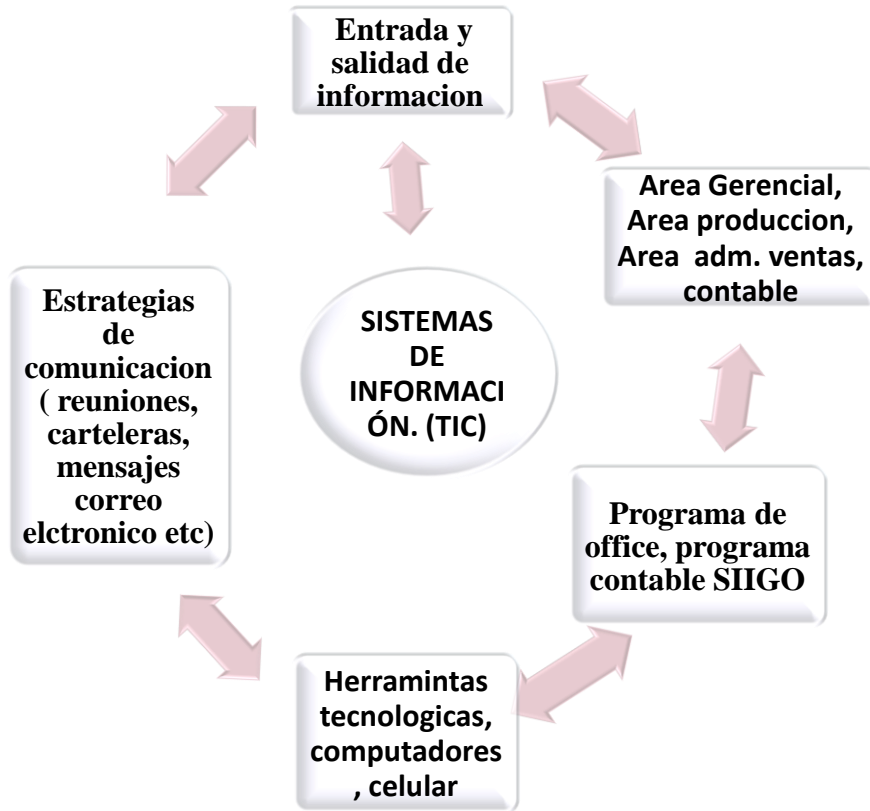 Entrada y
salidad de
informacion
Area Gerencial,
Area produccion,
Area adm. ventas,
contable
Estrategias
de
comunicacion
( reuniones,
carteleras,
mensajes
correo
elctronico etc)
SISTEMAS
DE
INFORMACI
ÓN. (TIC)
Programa de
office, programa
contable SIIGO
Herramintas
tecnologicas,
computadores
, celular